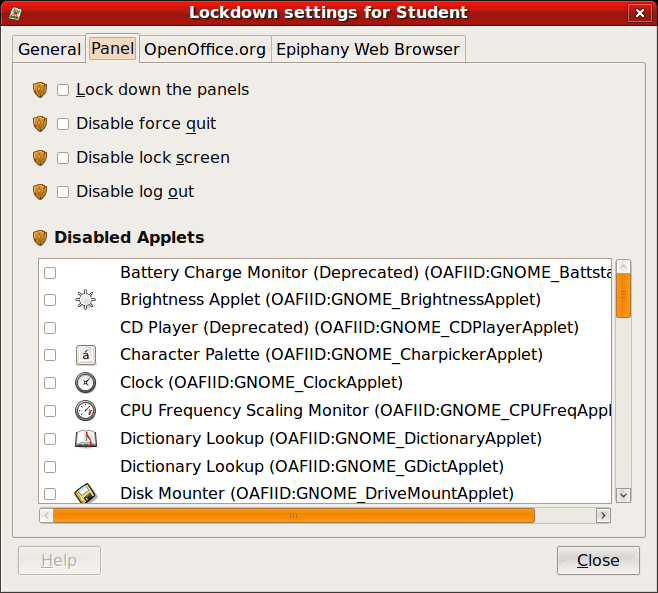 Lockdown settings for Student
General Panel OpenOffice.org Epiphany Web Browser
Lock down the panels
Disable force quit
Disable lock screen
Disable log out
Disabled Applets
Battery Charge Monitor (Deprecated) (OAFIID:GNOME_Battsta
Brightness Applet (OAFIID:GNOME_BrightnessApplet)
CD Player (Deprecated) (OAFIID:GNOME_CDPlayerApplet)
á Character Palette (OAFIID:GNOME_CharpickerApplet)
Clock (OAFIID:GNOME_ClockApplet)
CPU Frequency Scaling Monitor (OAFIID:GNOME_CPUFreqAppl
Dictionary Lookup (OAFIID:GNOME_DictionaryApplet)
Dictionary Lookup (OAFIID:GNOME_GDictApplet)
Disk Mounter (OAFIID:GNOME_DriveMountApplet)
Help Close